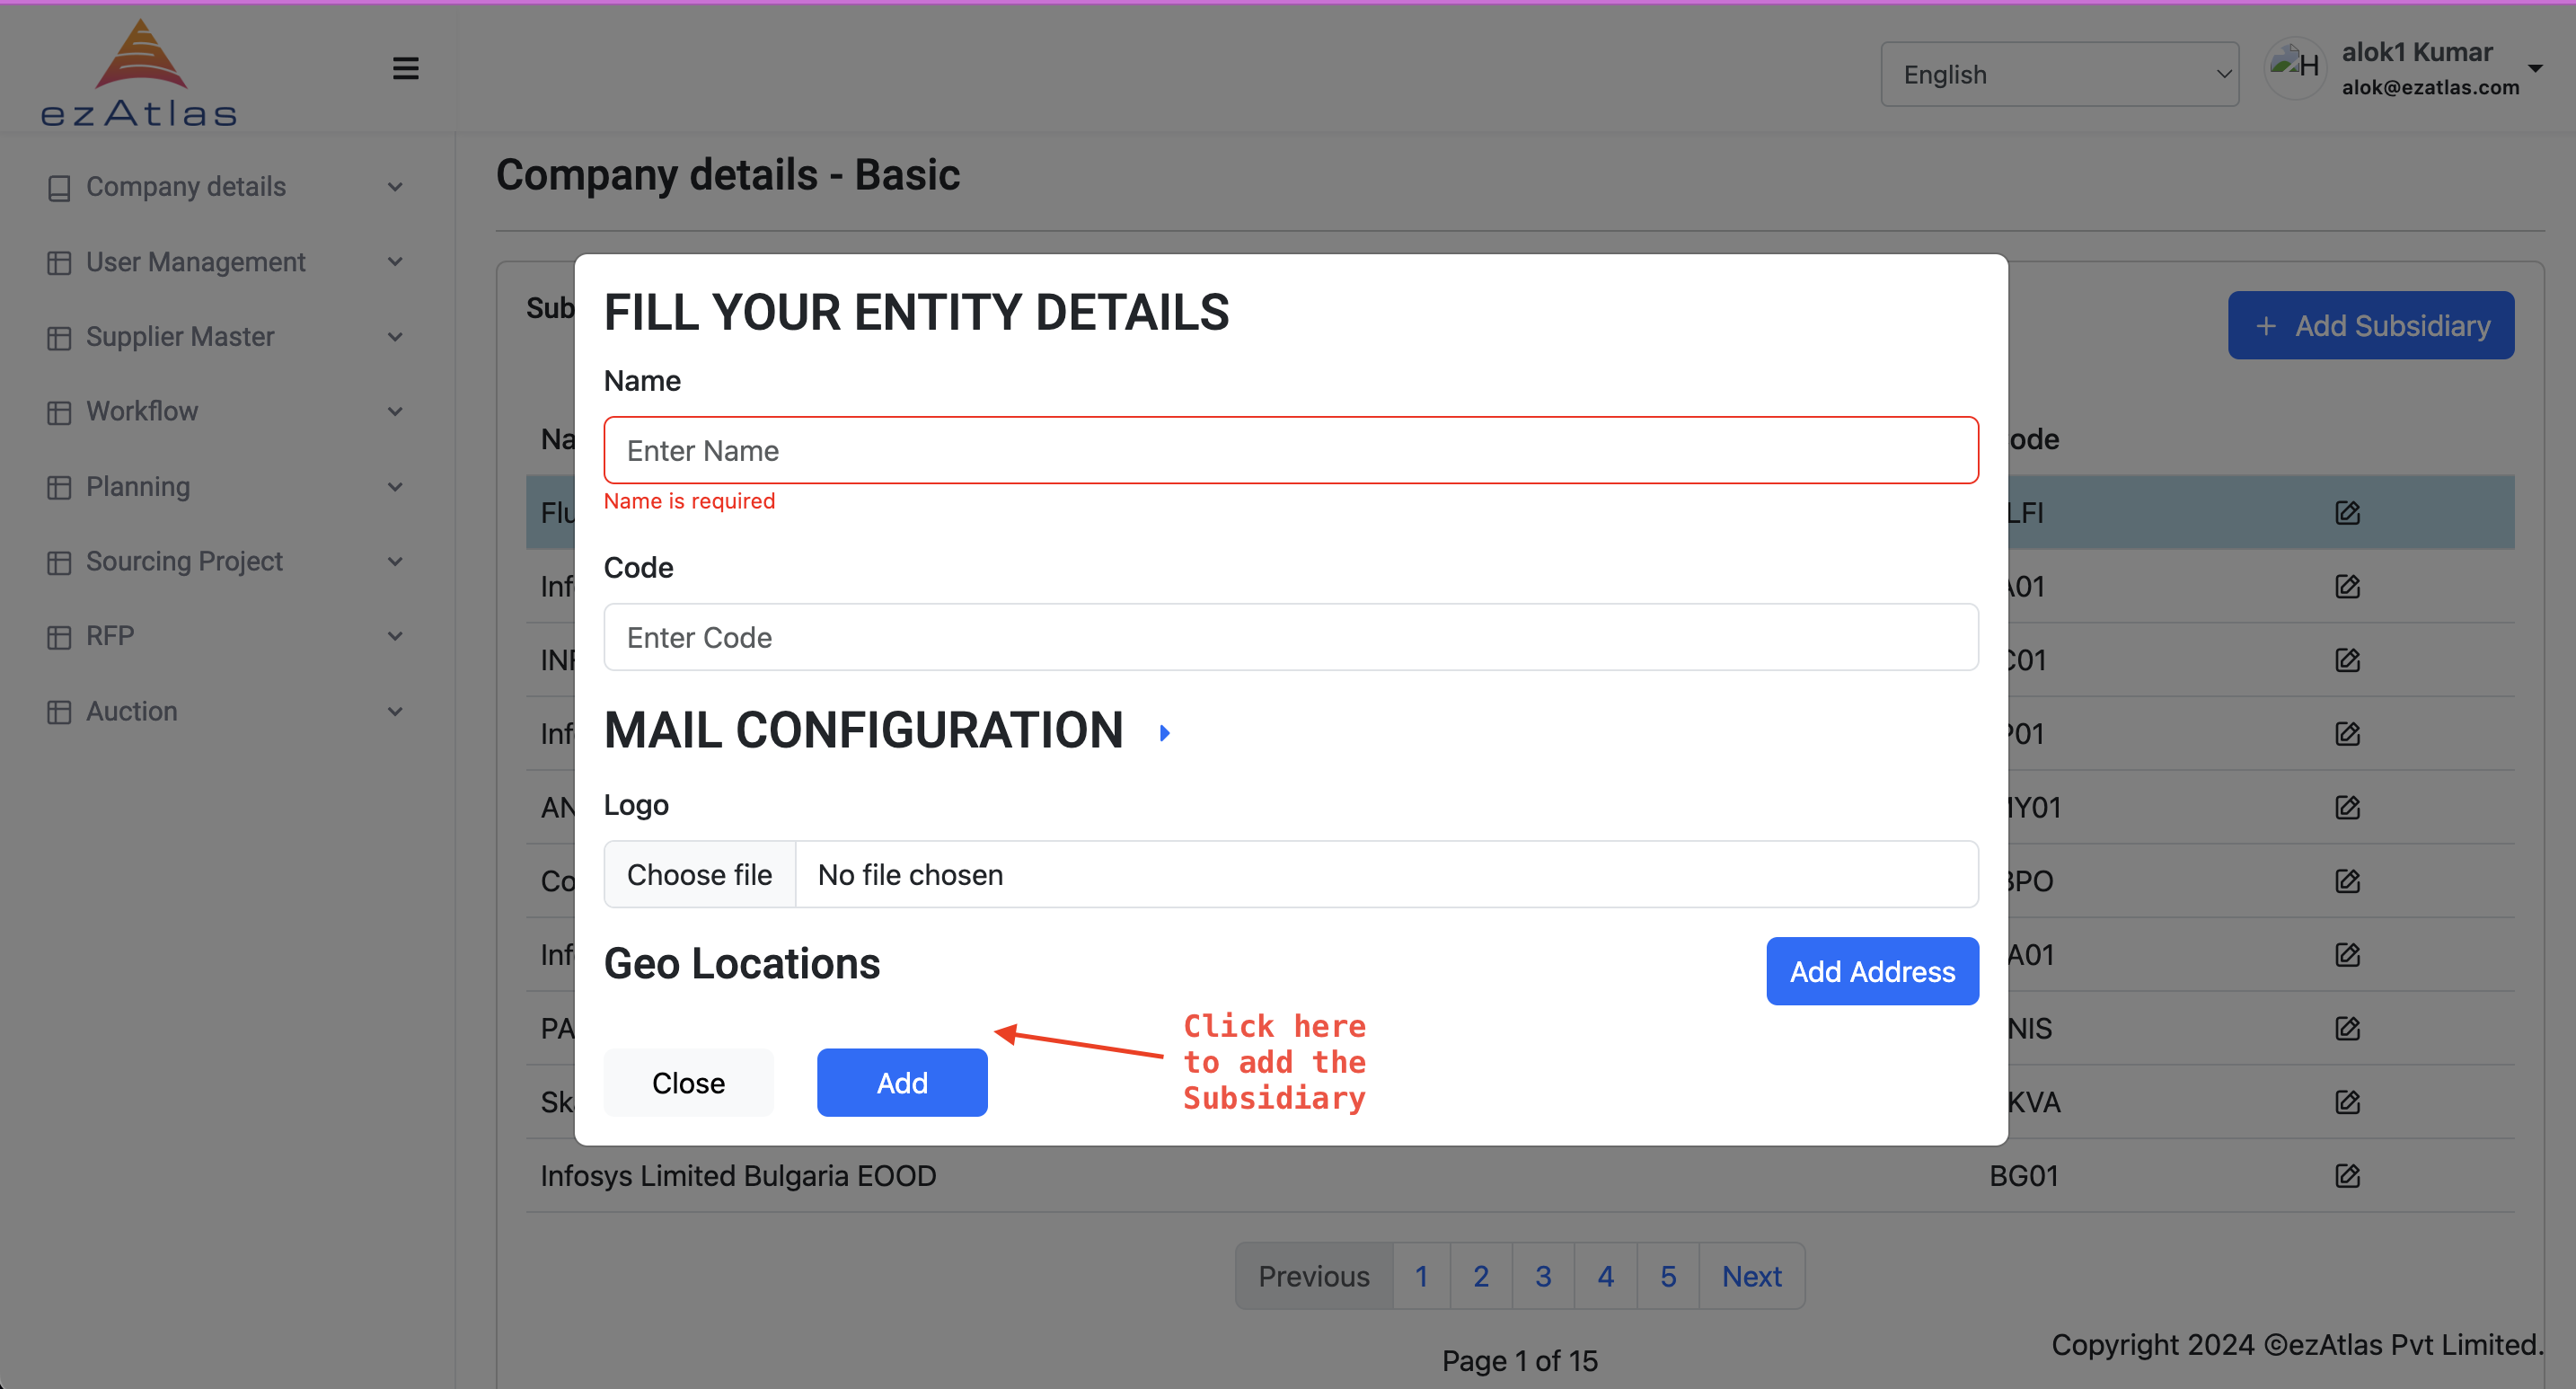 ezAtlas
English
H
alok1 Kumar
alok@ezatlas.com
Company details
User Management
Supplier Master
Workflow
Planning
Sourcing Project
RFP
Auction
Company details - Basic
Sub
+ Add Subsidiary
Na
ode
Flu
LFI
Inf
A01
INF
C01
Inf
P01
AN
MY01
Co
BPO
Inf
A01
PA
NIS
Sk
KVA
Infosys Limited Bulgaria EOOD
BG01
FILL YOUR ENTITY DETAILS
Name
Enter Name
Name is required
Code
Enter Code
MAIL CONFIGURATION
Logo
Choose file No file chosen
Geo Locations
Add Address
Close
Add
Click here
to add the
Subsidiary
Previous 1 2 3 4 5 Next
Page 1 of 15
Copyright 2024 ©ezAtlas Pvt Limited.